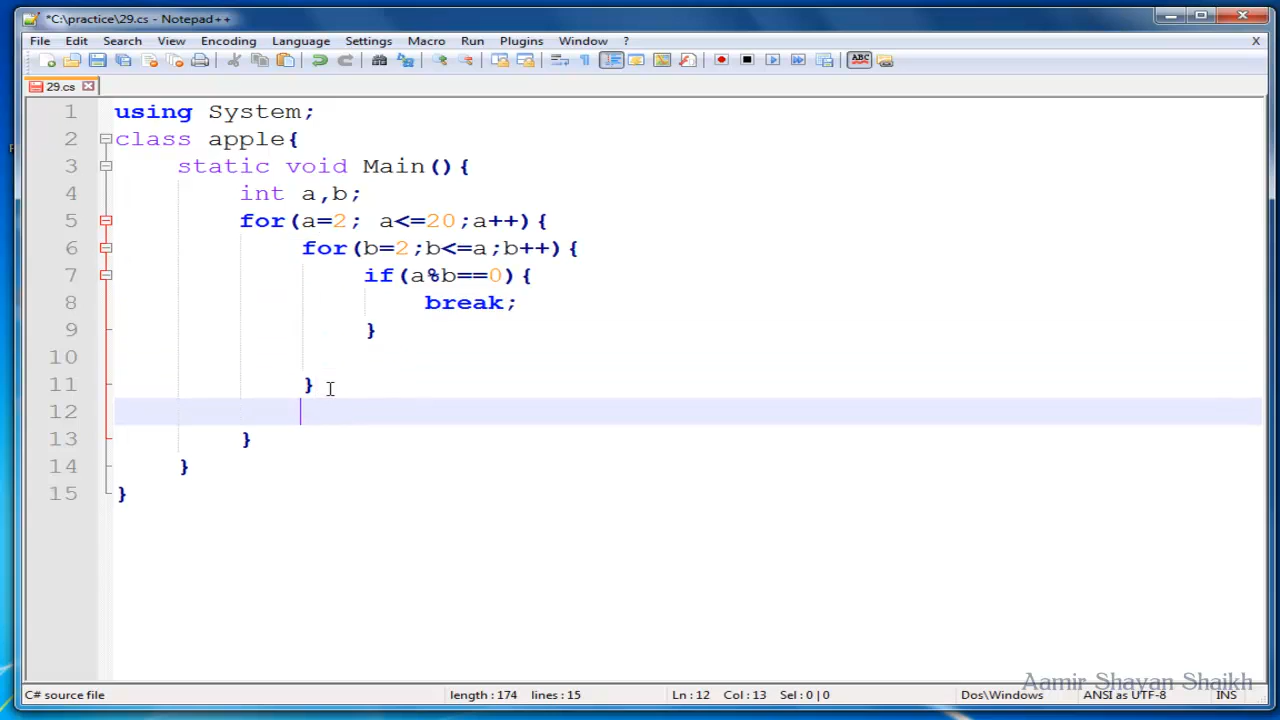 *C:\practice\29.cs - Notepad++
File Edit Search View Encoding Language Settings Macro Run Plugins Window ? X
ABC
29.cs
1 using System;
2 class apple{
3 static void Main(){
4 int a,b;
5 for(a=2; a<=20;a++){
6 for(b=2;b<=a;b++){
7 if(a%b==0){
8 break;
9 }
10
11 }
12
13 }
14 }
15 }
Aamir Shayan Shaikh
C# source file length : 174 lines : 15 Ln : 12 Col : 13 Sel : 0 | 0 Dos\Windows ANSI as UTF-8 INS